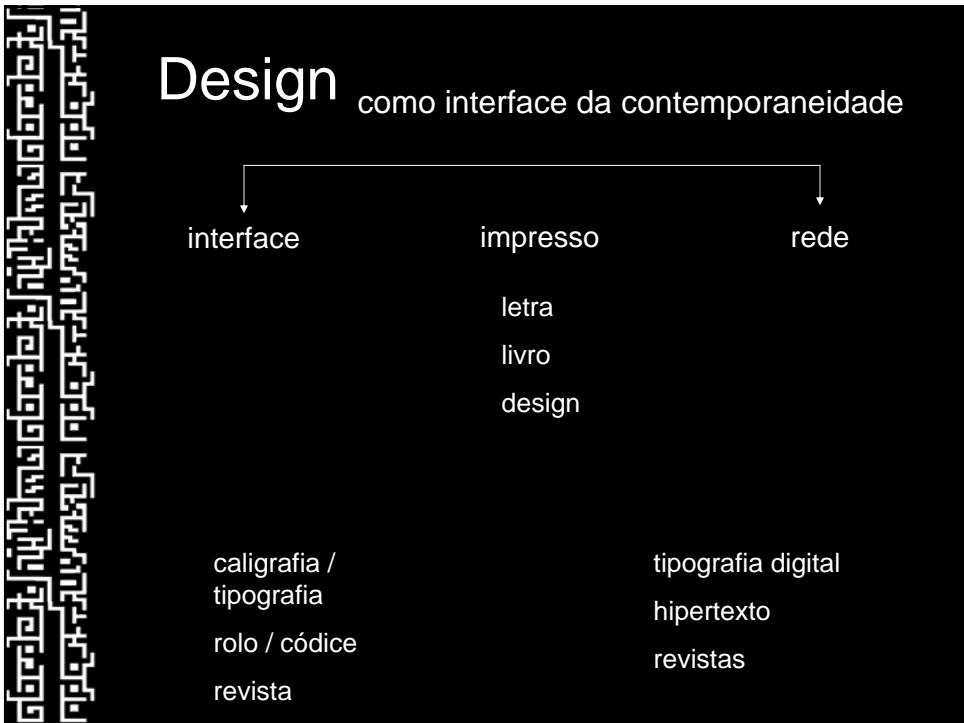 Design como interface da contemporaneidade
interface
impresso
rede
letra
livro
design
caligrafia /
tipografia
rolo / códice
revista
tipografia digital
hipertexto
revistas